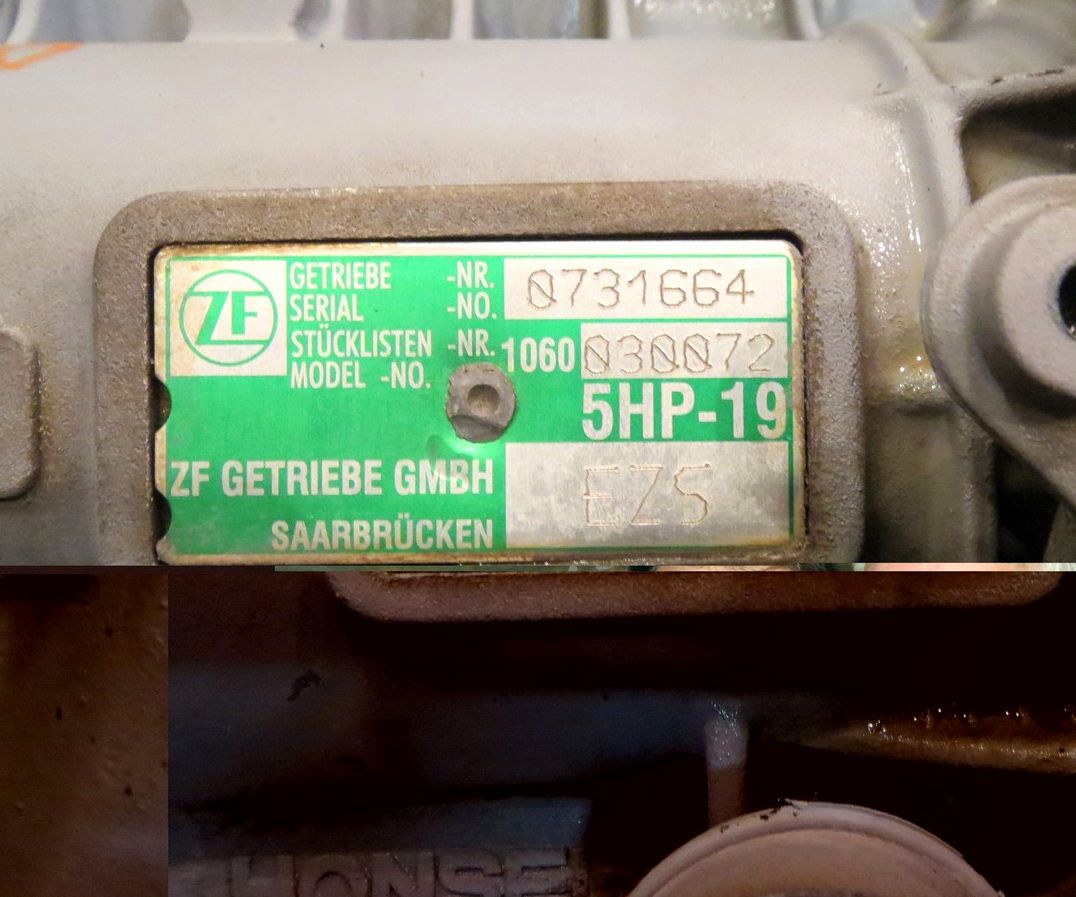 ZF
GETRIEBE -NR. 0731664
SERIAL -NO.
STÜCKLISTEN -NR. 1060 030072
MODEL -NO.
5HP-19
ZF GETRIEBE GMBH EZS
SAARBRÜCKEN
HONSE